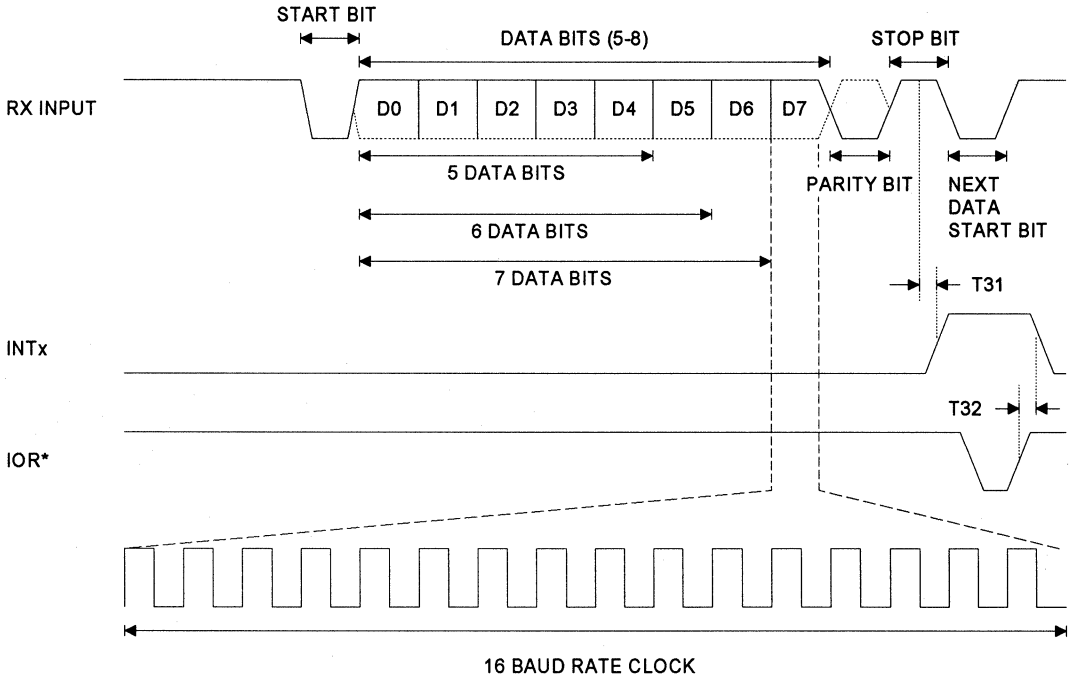 START BIT
DATA BITS (5-8)
STOP BIT
RX INPUT
D0 D1 D2 D3 D4 D5 D6 D7
5 DATA BITS
PARITY BIT
NEXT
DATA
START BIT
6 DATA BITS
7 DATA BITS
T31
INTx
T32
IOR*
16 BAUD RATE CLOCK